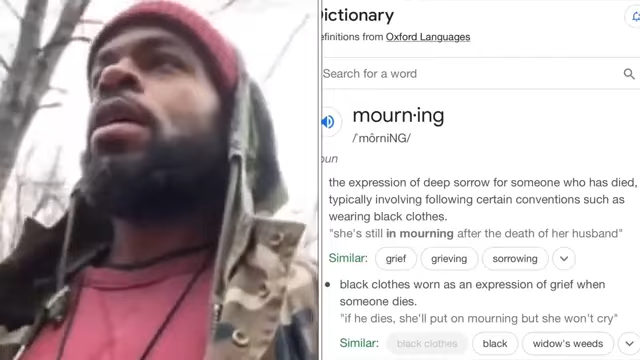 Dictionary
Definitions from Oxford Languages
Search for a word
mourn·ing
/ˈmôrniNG/
noun
the expression of deep sorrow for someone who has died,
typically involving following certain conventions such as
wearing black clothes.
"she's still in mourning after the death of her husband"
Similar: grief grieving sorrowing
• black clothes worn as an expression of grief when
someone dies.
"if he dies, she'll put on mourning but she won't cry"
Similar: black clothes black widow's weeds